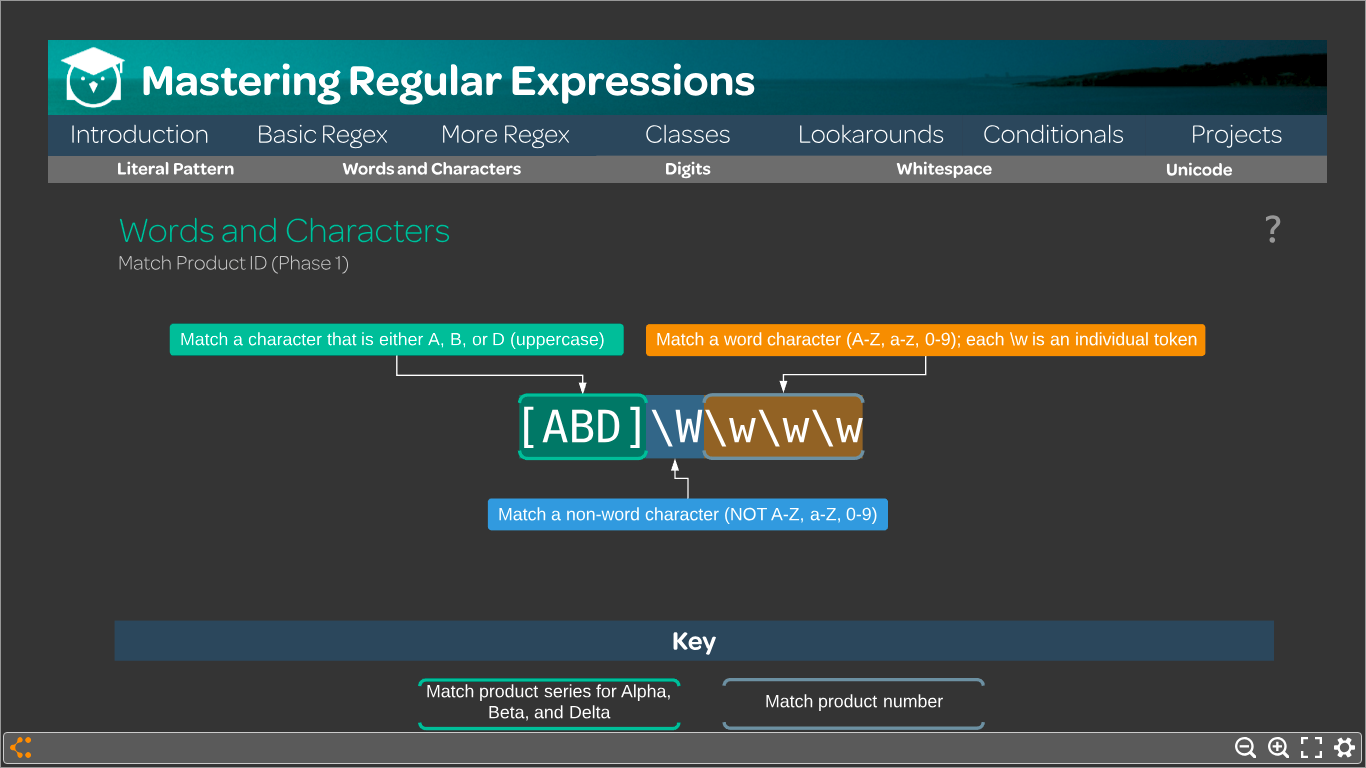 Mastering Regular Expressions
Introduction Basic Regex More Regex Classes Lookarounds Conditionals Projects
Literal Pattern Words and Characters Digits Whitespace Unicode
Words and Characters
?
Match Product ID (Phase 1)
Match a character that is either A, B, or D (uppercase)
Match a word character (A-Z, a-z, 0-9); each \w is an individual token
[ABD]\W\w\w\w
Match a non-word character (NOT A-Z, a-Z, 0-9)
Key
Match product series for Alpha,
Beta, and Delta
Match product number